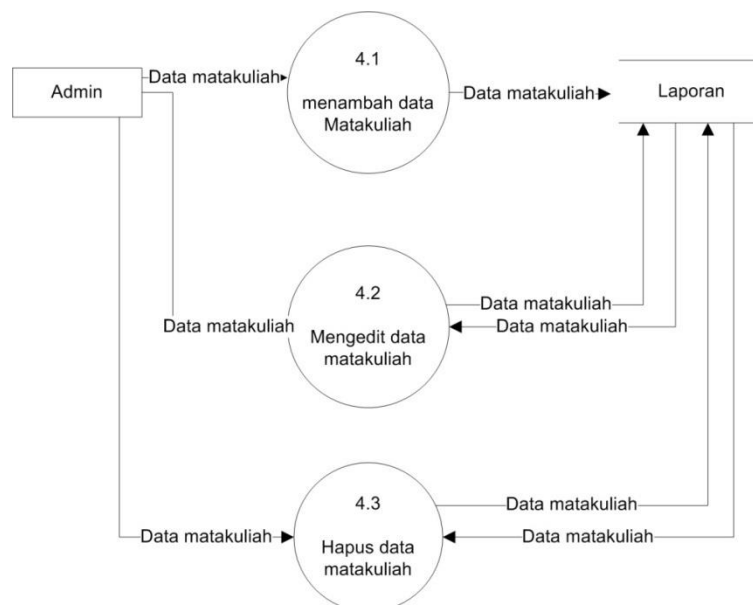 4.1
Data matakuliah
Admin
menambah data
Matakuliah
Data matakuliah
Laporan
4.2
Data matakuliah
Data matakuliah
Mengedit data
matakuliah
Data matakuliah
4.3
Data matakuliah
Data matakuliah
Hapus data
matakuliah
Data matakuliah